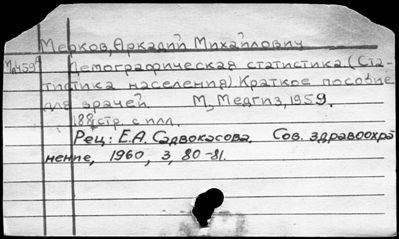 Мерков, Аркадий Михайлович
Демографическая статистика (Ста-
тистика населения) Краткое пособие
для врачей М, Медгиз, 1959.
188 стр. с илл.
Рец: Е.А. Садвокасова. Сов. здравоохра-
нение, 1960, 3, 80-81.